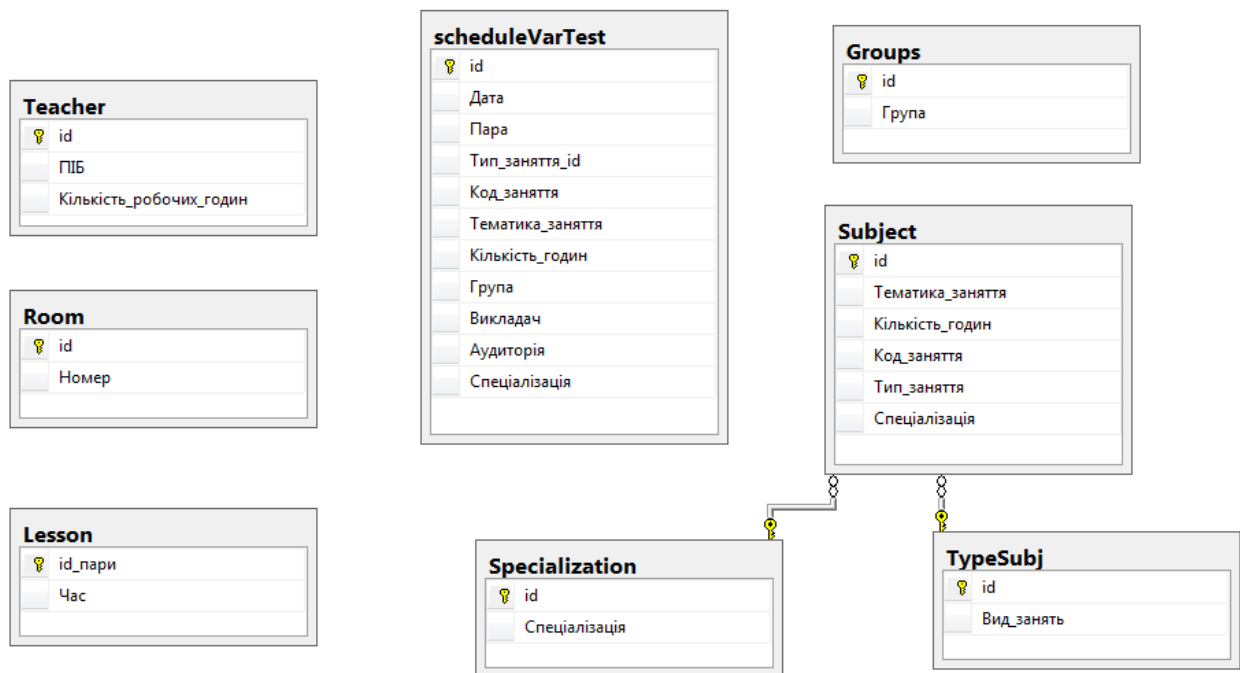 Teacher
id
ПІБ
Кількість_робочих_годин
Room
id
Номер
Lesson
id_пари
Час
scheduleVarTest
id
Дата
Пара
Тип_заняття_id
Код_заняття
Тематика_заняття
Кількість_годин
Група
Викладач
Аудиторія
Спеціалізація
Groups
id
Група
Subject
id
Тематика_заняття
Кількість_годин
Код_заняття
Тип_заняття
Спеціалізація
Specialization
id
Спеціалізація
TypeSubj
id
Вид_занять